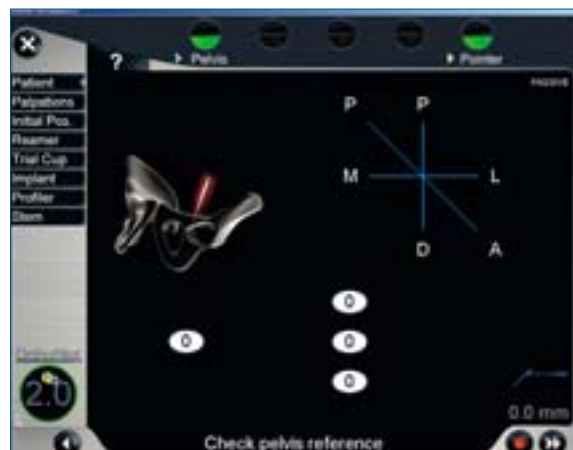 ?
Pelvis
Pointer
Patient
Palpations
Initial Pos.
Reamer
Trial Cup
Implant
Profiler
Stem
P P
M L
D A
0
0
0
0
OrthoPilot
2.0
0.0 mm
Check pelvis reference